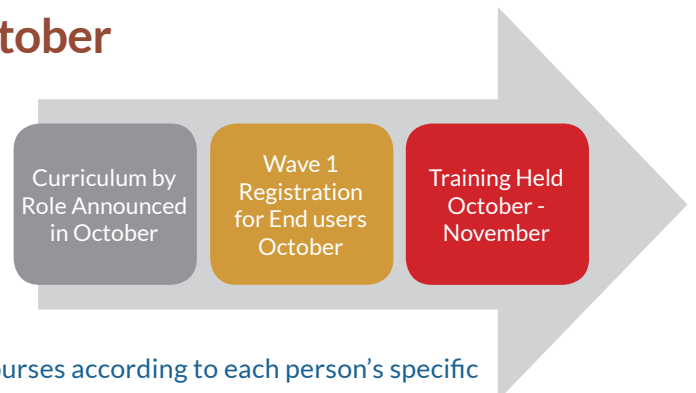 tober
Curriculum by
Role Announced
in October
Wave 1
Registration
for End users
October
Training Held
October -
November
urses according to each person’s specific